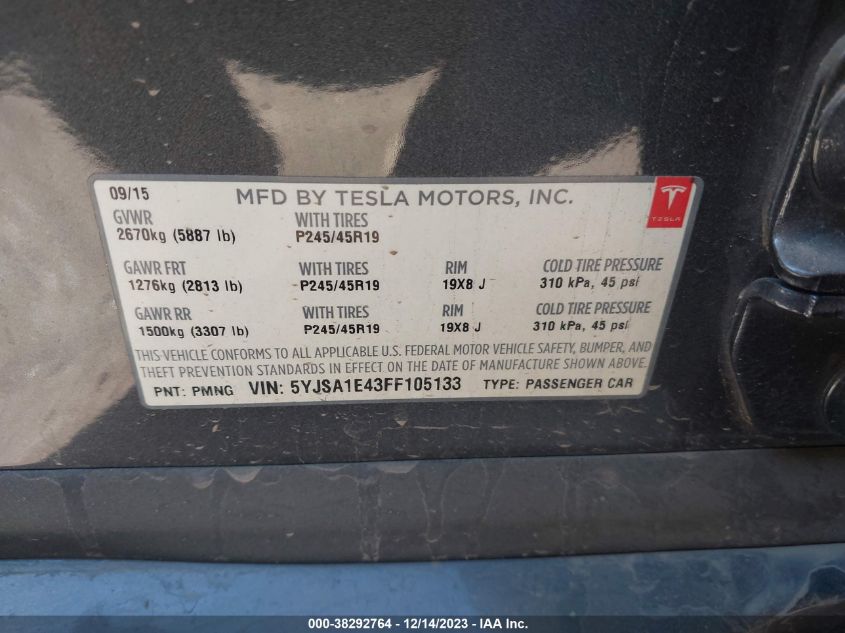 09/15 MFD BY TESLA MOTORS, INC.
TESLA
GVWR WITH TIRES
2670kg (5887 lb) P245/45R19
GAWR FRT WITH TIRES RIM COLD TIRE PRESSURE
1276kg (2813 lb) P245/45R19 19X8 J 310 kPa, 45 psi
GAWR RR WITH TIRES RIM COLD TIRE PRESSURE
1500kg (3307 lb) P245/45R19 19X8 J 310 kPa, 45 psi
THIS VEHICLE CONFORMS TO ALL APPLICABLE U.S. FEDERAL MOTOR VEHICLE SAFETY, BUMPER, AND
THEFT PREVENTION STANDARDS IN EFFECT ON THE DATE OF MANUFACTURE SHOWN ABOVE.
PNT: PMNG VIN: 5YJSA1E43FF105133 TYPE: PASSENGER CAR
000-38292764 - 12/14/2023 - IAA Inc.